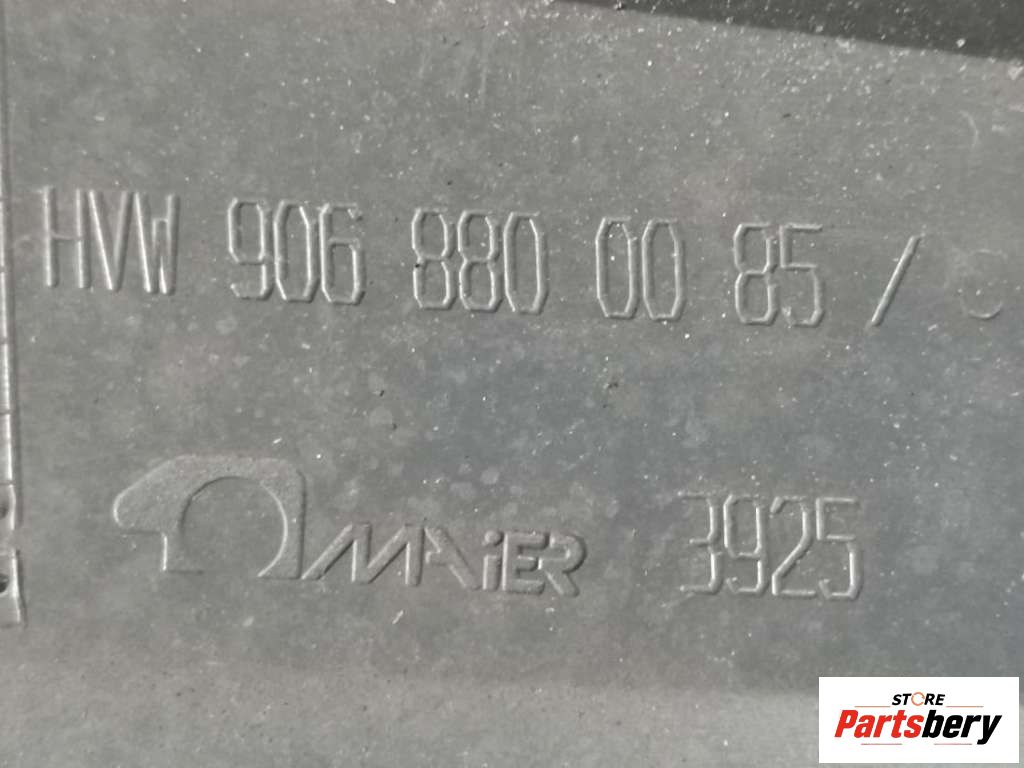 HVW 906 880 00 85 /
MAIER 3925
STORE
Partsbery